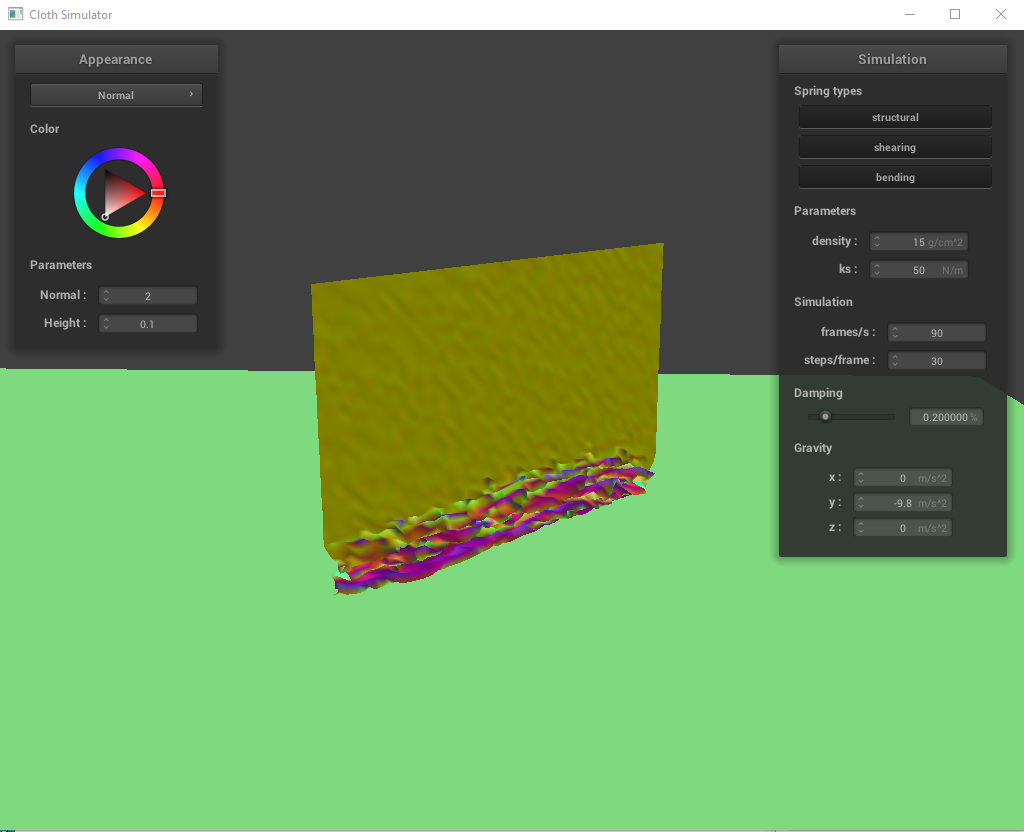 Cloth Simulator
Appearance
Normal
Color
Parameters
Normal : 2
Height : 0.1
Simulation
Spring types
structural
shearing
bending
Parameters
density : 15 g/cm^2
ks : 50 N/m
Simulation
frames/s : 90
steps/frame : 30
Damping
0.200000 %
Gravity
x : 0 m/s^2
y : -9.8 m/s^2
z : 0 m/s^2